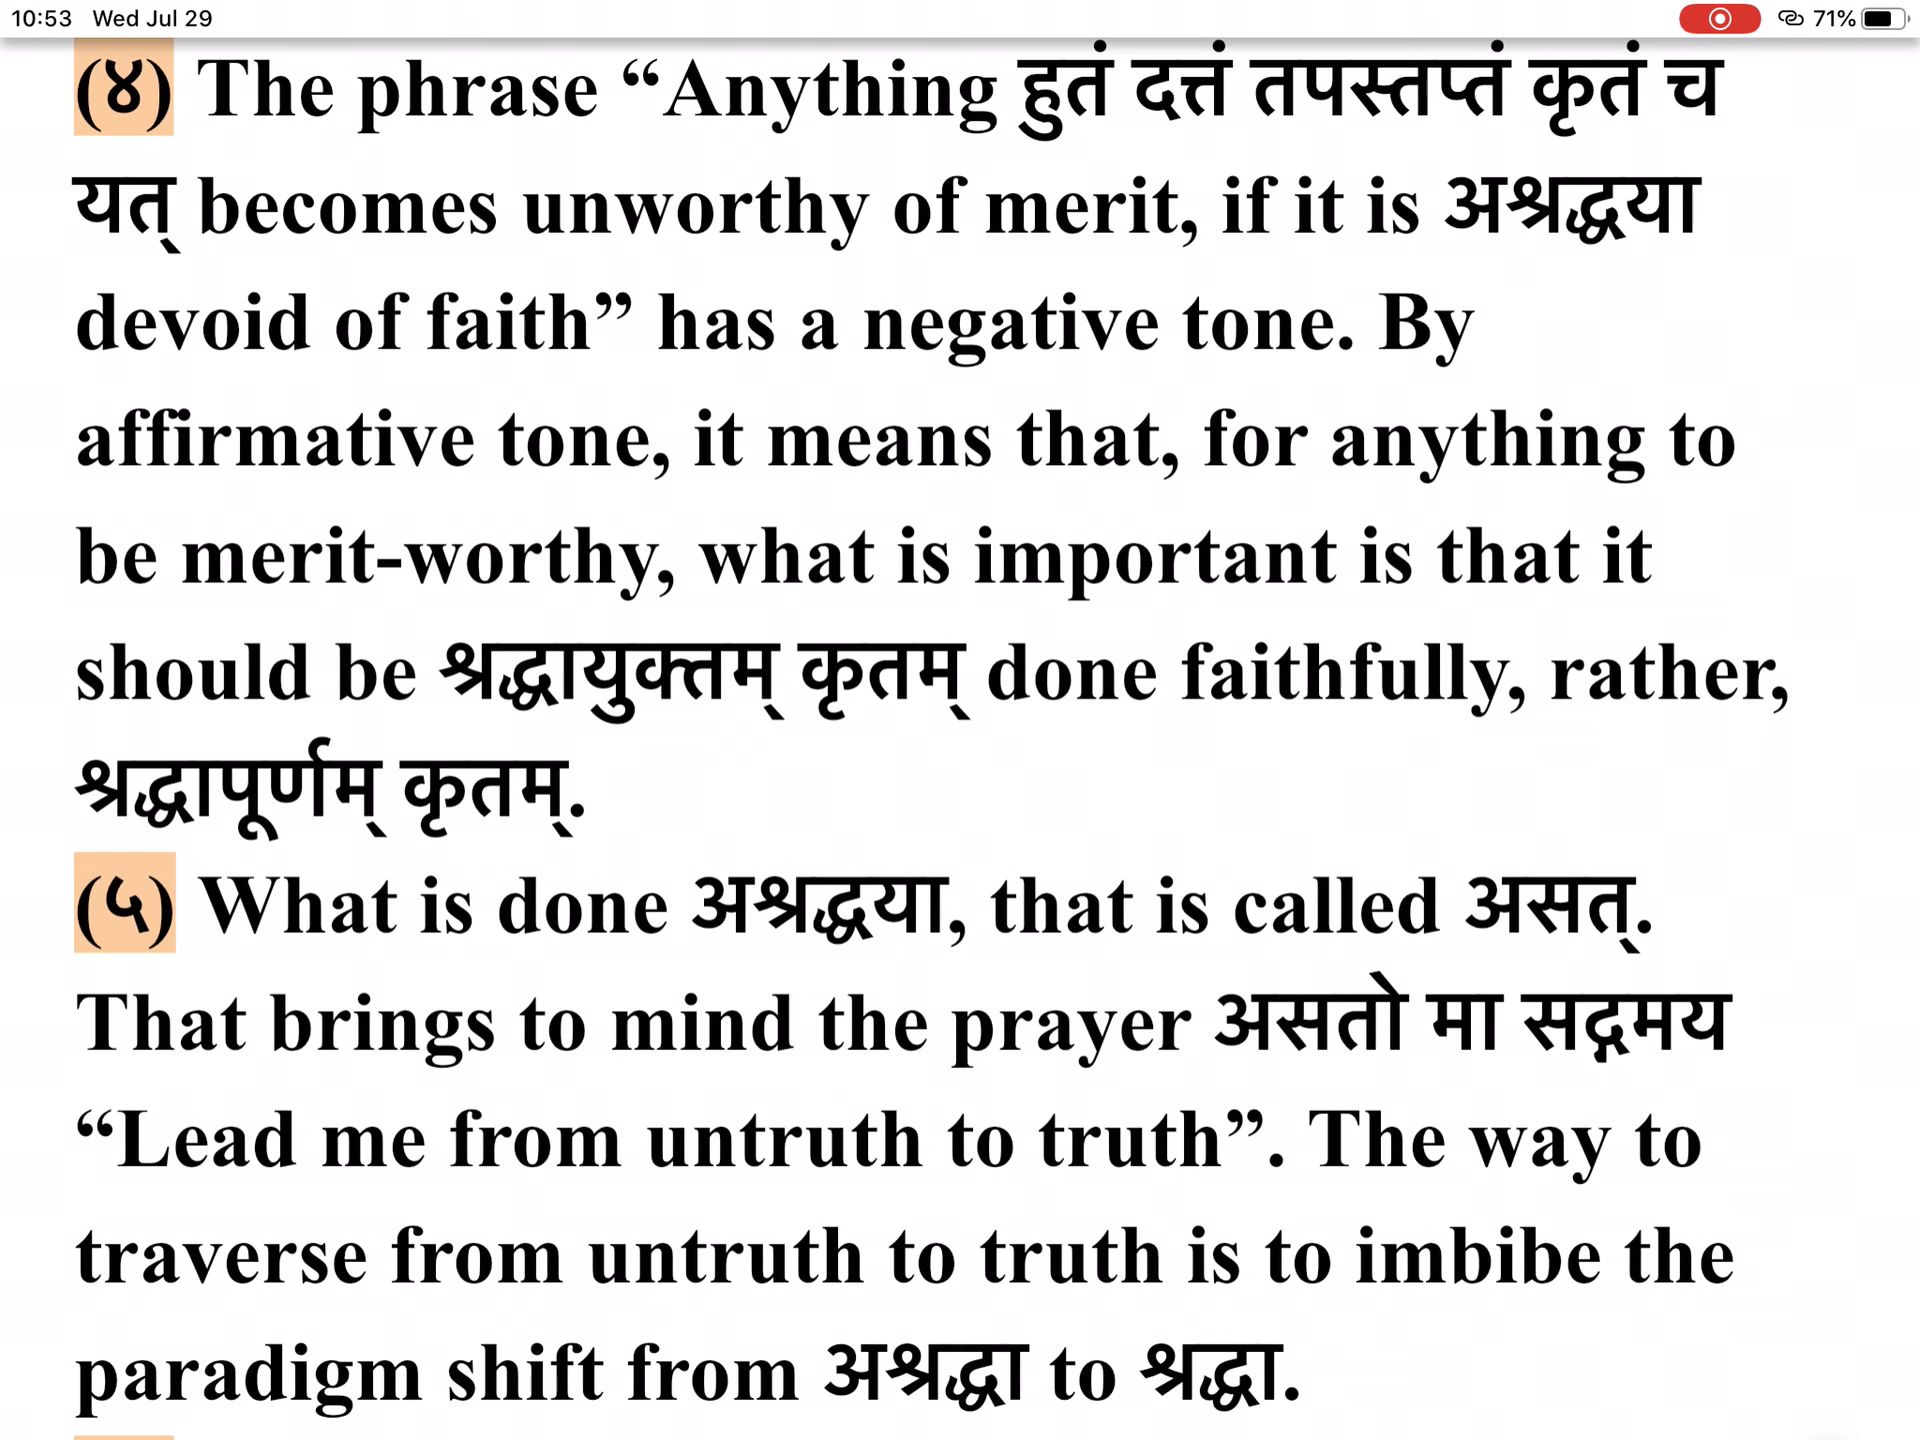 10:53 Wed Jul 29 71%
(४) The phrase “Anything हुतं दत्तं तपस्तप्तं कृतं च
यत् becomes unworthy of merit, if it is अश्रद्धया
devoid of faith” has a negative tone. By
affirmative tone, it means that, for anything to
be merit-worthy, what is important is that it
should be श्रद्धायुक्तम् कृतम् done faithfully, rather,
श्रद्धापूर्णम् कृतम्.
(५) What is done अश्रद्धया, that is called असत्.
That brings to mind the prayer असतो मा सद्गमय
“Lead me from untruth to truth”. The way to
traverse from untruth to truth is to imbibe the
paradigm shift from अश्रद्धा to श्रद्धा.